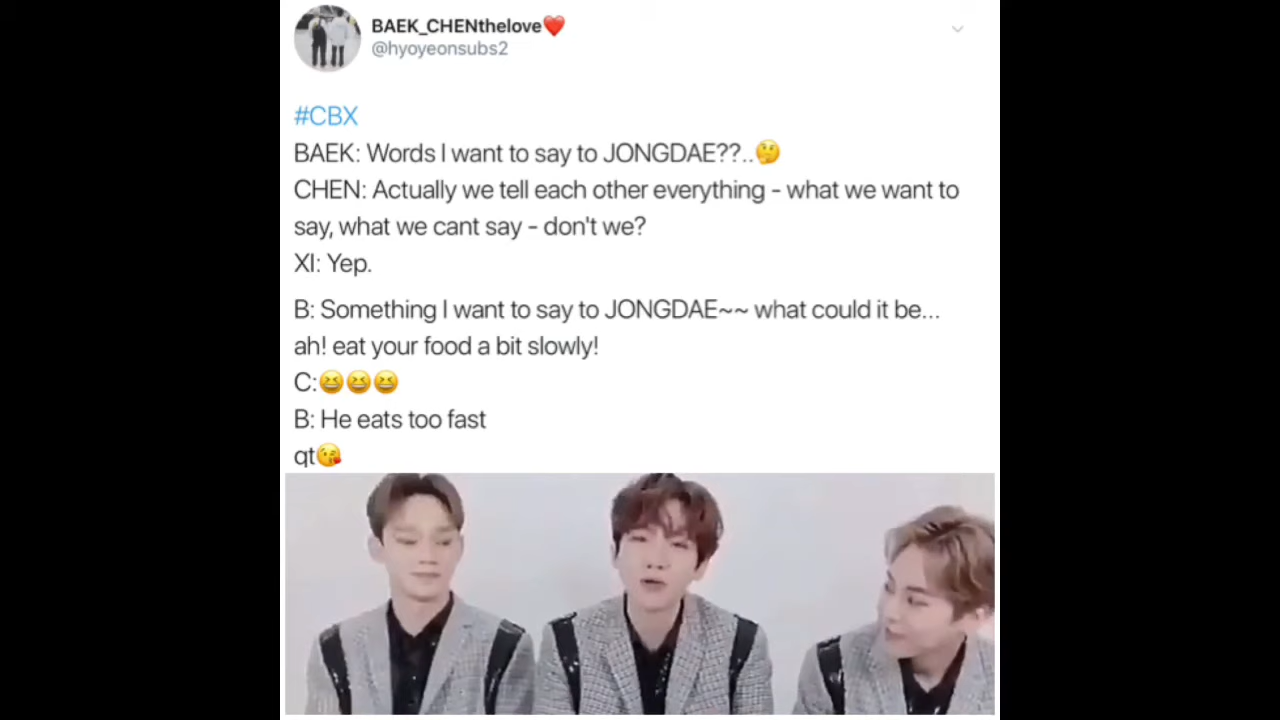 BAEK_CHENthelove❤️
@hyoyeonsubs2
#CBX
BAEK: Words I want to say to JONGDAE??..🤔
CHEN: Actually we tell each other everything - what we want to
say, what we cant say - don't we?
XI: Yep.
B: Something I want to say to JONGDAE~~ what could it be...
ah! eat your food a bit slowly!
C:😆😆😆
B: He eats too fast
qt😘